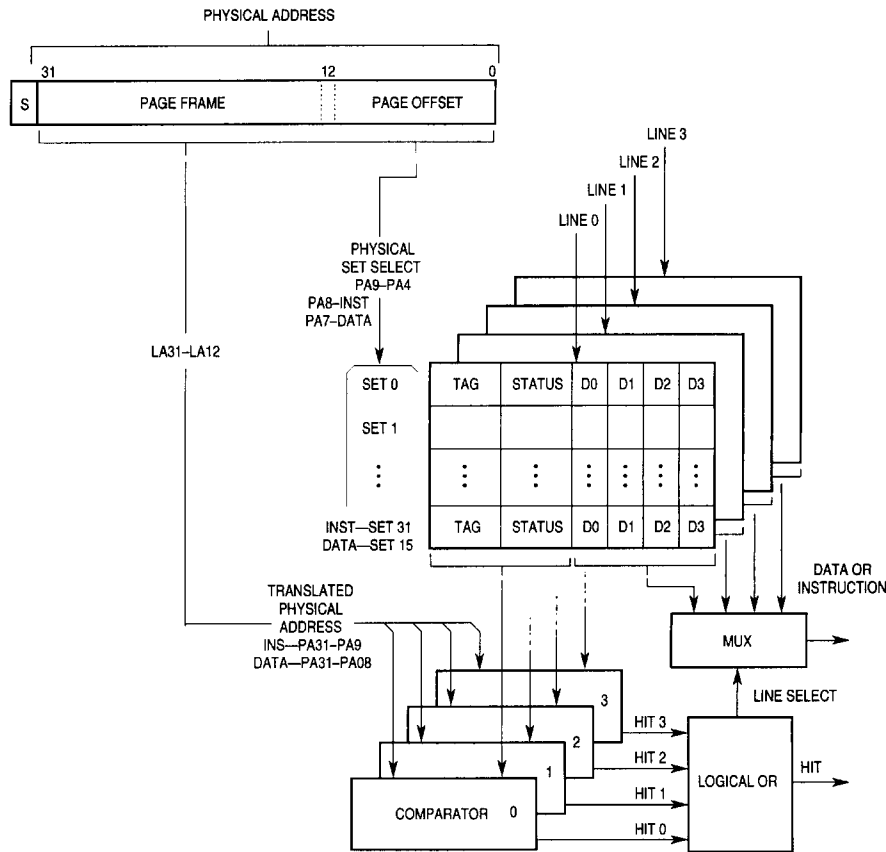 PHYSICAL ADDRESS
31
12
0
S
PAGE FRAME
PAGE OFFSET
LINE 3
LINE 2
LINE 1
LINE 0
PHYSICAL
SET SELECT
PA9–PA4
PA8–INST
PA7–DATA
LA31–LA12
SET 0
TAG
STATUS
D0
D1
D2
D3
SET 1
INST—SET 31
DATA—SET 15
TAG
STATUS
D0
D1
D2
D3
DATA OR
INSTRUCTION
TRANSLATED
PHYSICAL
ADDRESS
INS—PA31–PA9
DATA—PA31–PA08
MUX
LINE SELECT
3
2
1
COMPARATOR 0
HIT 3
HIT 2
HIT 1
HIT 0
LOGICAL OR
HIT